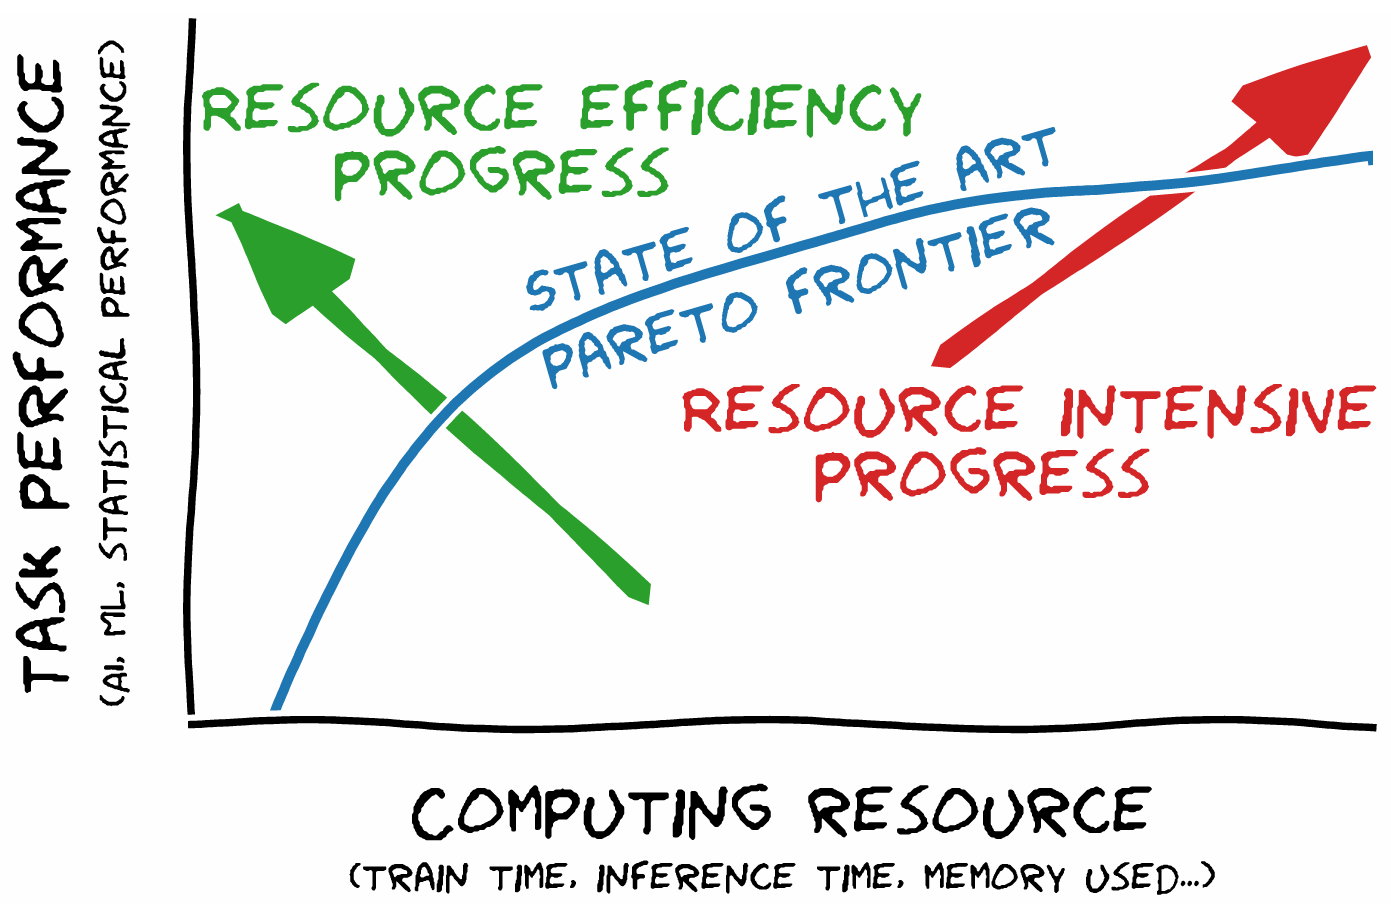 TASK PERFORMANCE
(AI, ML, STATISTICAL PERFORMANCE)
RESOURCE EFFICIENCY
PROGRESS
STATE OF THE ART
PARETO FRONTIER
RESOURCE INTENSIVE
PROGRESS
COMPUTING RESOURCE
(TRAIN TIME, INFERENCE TIME, MEMORY USED...)